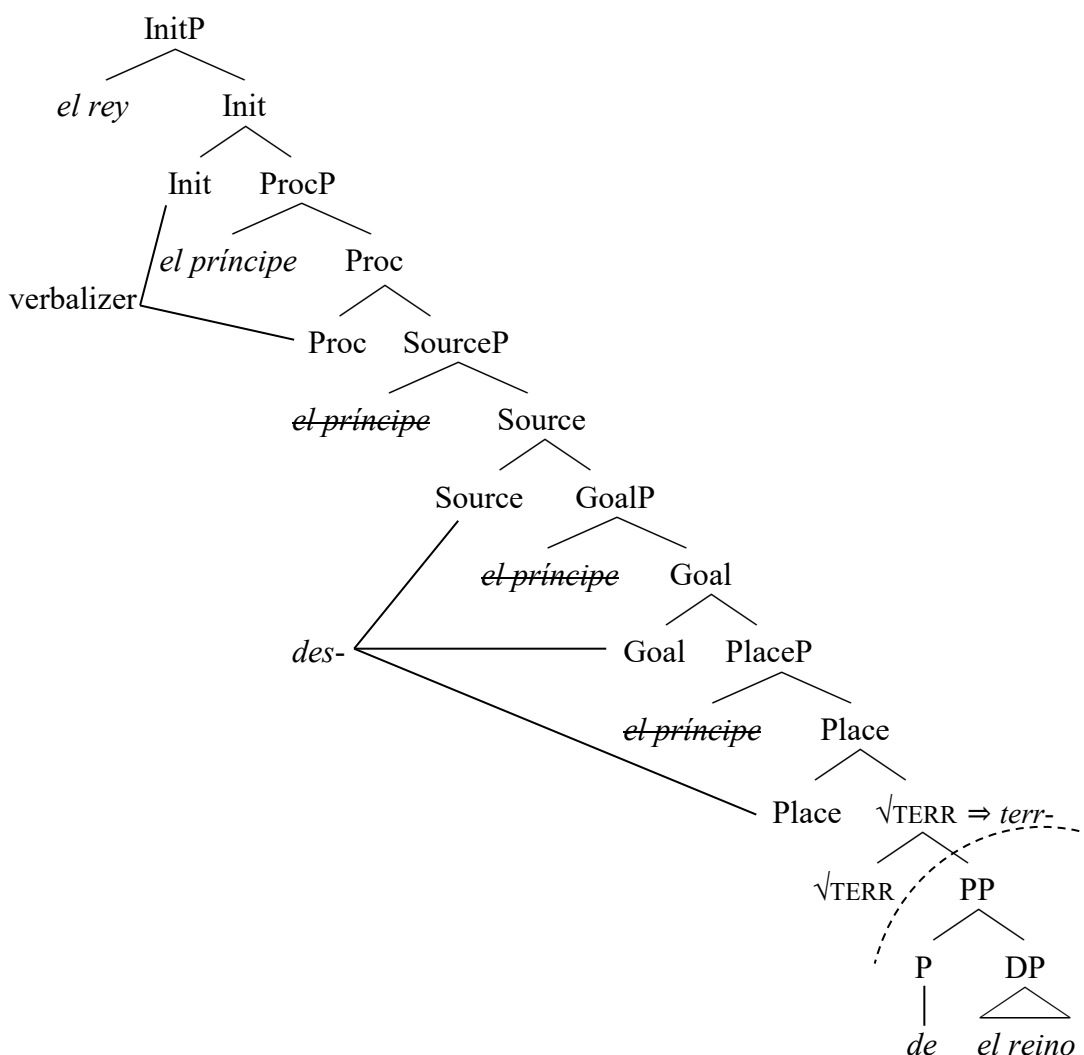 InitP
el rey Init
Init ProcP
el príncipe Proc
verbalizer
Proc SourceP
el príncipe Source
Source GoalP
el príncipe Goal
des- Goal PlaceP
el príncipe Place
Place √TERR ⇒ terr-
√TERR PP
P DP
de el reino